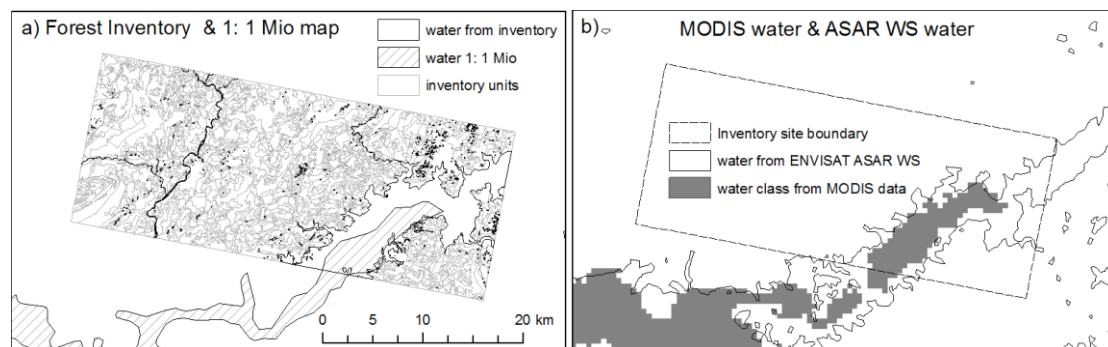 a) Forest Inventory & 1: 1 Mio map
water from inventory
water 1: 1 Mio
inventory units
0 5 10 20 km
b)
MODIS water & ASAR WS water
Inventory site boundary
water from ENVISAT ASAR WS
water class from MODIS data